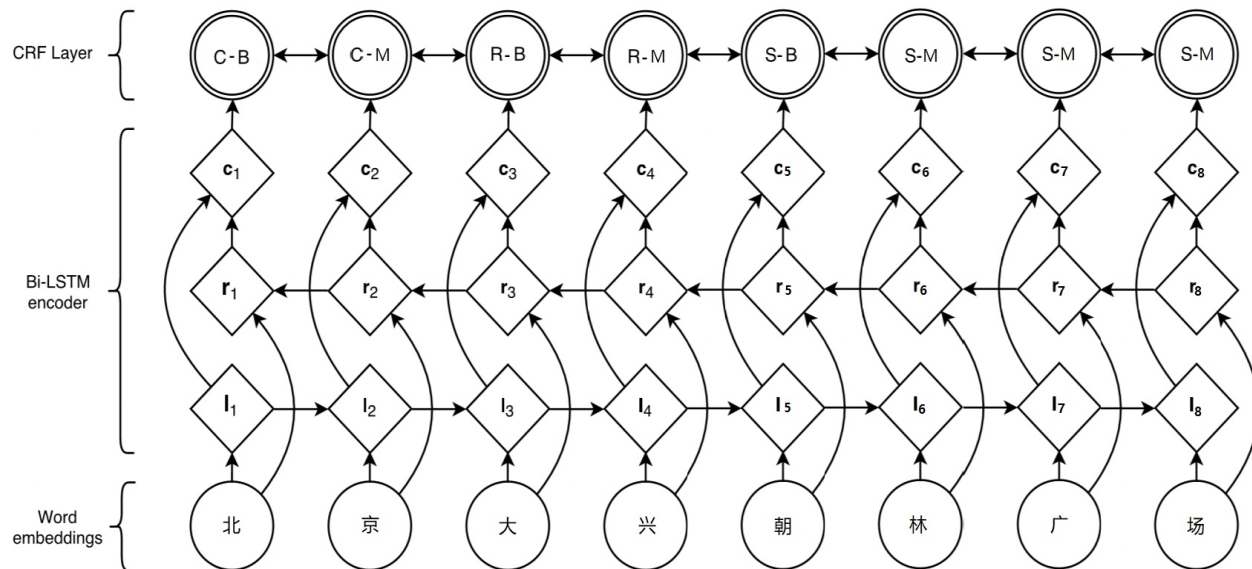 CRF Layer
C-B C-M R-B R-M S-B S-M S-M S-M
c1 c2 c3 c4 c5 c6 c7 c8
Bi-LSTM
encoder
r1 r2 r3 r4 r5 r6 r7 r8
l1 l2 l3 l4 l5 l6 l7 l8
Word
embeddings
北 京 大 兴 朝 林 广 场